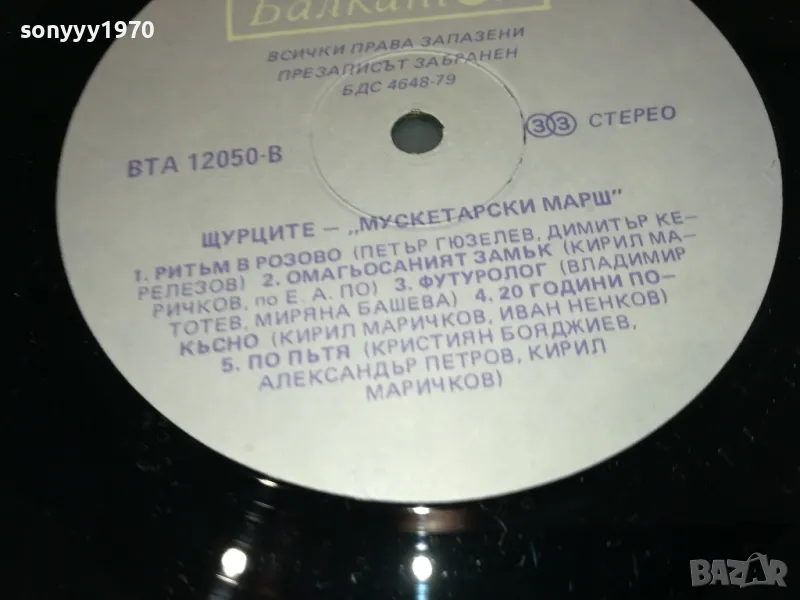 sonyyy1970
Балкантон
ВСИЧКИ ПРАВА ЗАПАЗЕНИ
ПРЕЗАПИСЪТ ЗАБРАНЕН
БДС 4648-79
ВТА 12050-В
33 СТЕРЕО
ЩУРЦИТЕ – „МУСКЕТАРСКИ МАРШ"
1. РИТЪМ В РОЗОВО (ПЕТЪР ГЮЗЕЛЕВ, ДИМИТЪР КЕ-
РЕЛЕЗОВ) 2. ОМАГЬОСАНИЯТ ЗАМЪК (КИРИЛ МА-
РИЧКОВ, по Е. А. ПО) 3. ФУТУРОЛОГ (ВЛАДИМИР
ТОТЕВ, МИРЯНА БАШЕВА) 4. 20 ГОДИНИ ПО-
КЪСНО (КИРИЛ МАРИЧКОВ, ИВАН НЕНКОВ)
5. ПО ПЪТЯ (КРИСТИЯН БОЯДЖИЕВ,
АЛЕКСАНДЪР ПЕТРОВ, КИРИЛ
МАРИЧКОВ)
BAZAR